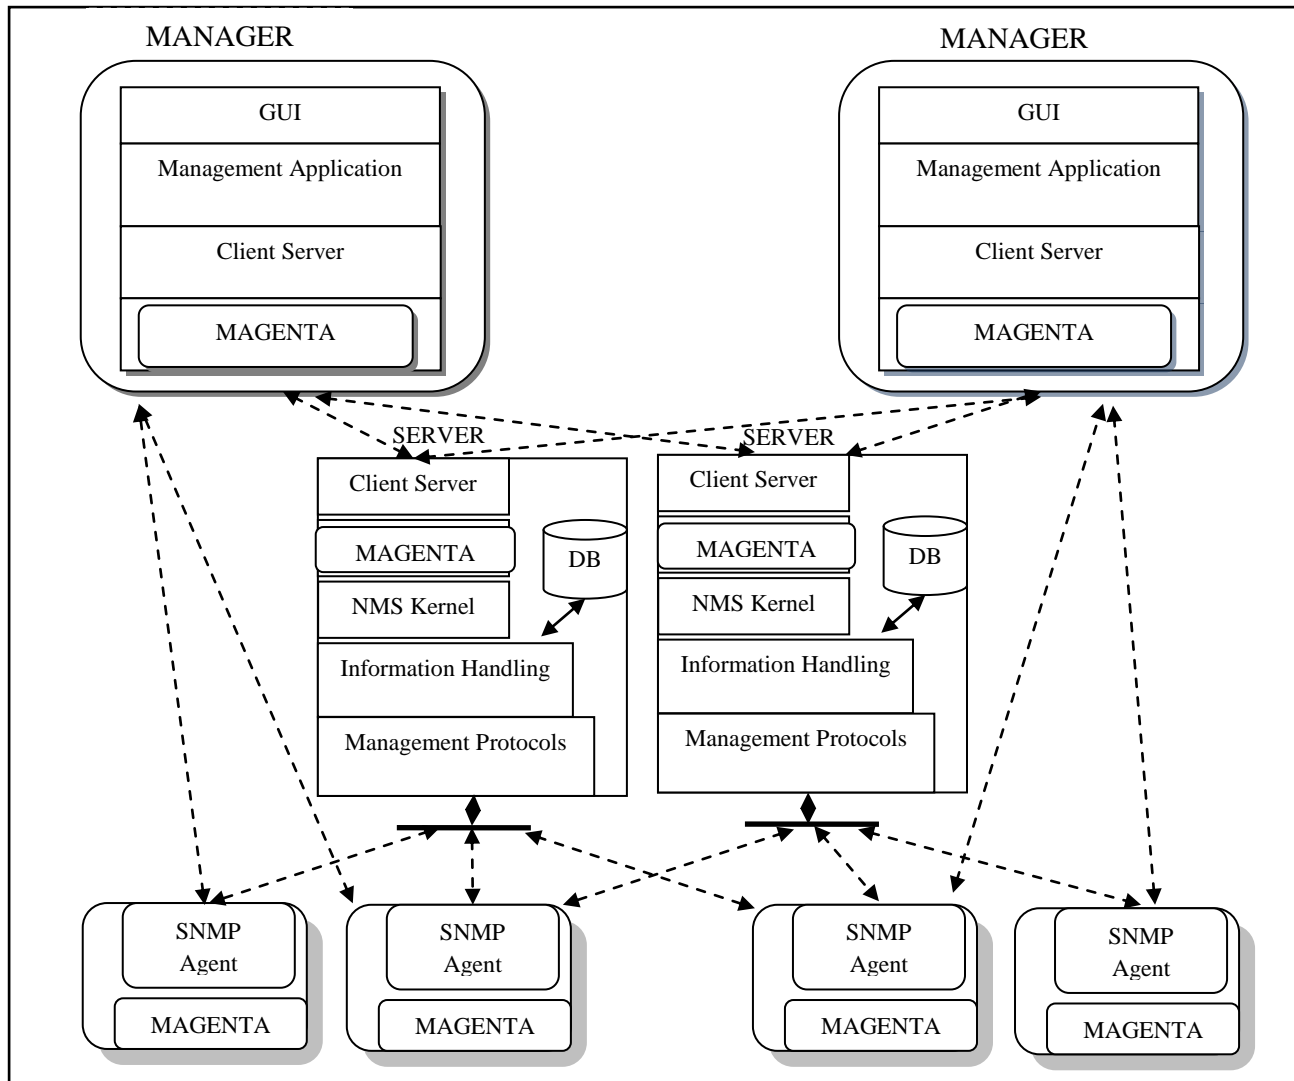 MANAGER
GUI
Management Application
Client Server
MAGENTA
MANAGER
GUI
Management Application
Client Server
MAGENTA
SERVER
Client Server
MAGENTA
DB
NMS Kernel
Information Handling
Management Protocols
SERVER
Client Server
MAGENTA
DB
NMS Kernel
Information Handling
Management Protocols
SNMP
Agent
MAGENTA
SNMP
Agent
MAGENTA
SNMP
Agent
MAGENTA
SNMP
Agent
MAGENTA